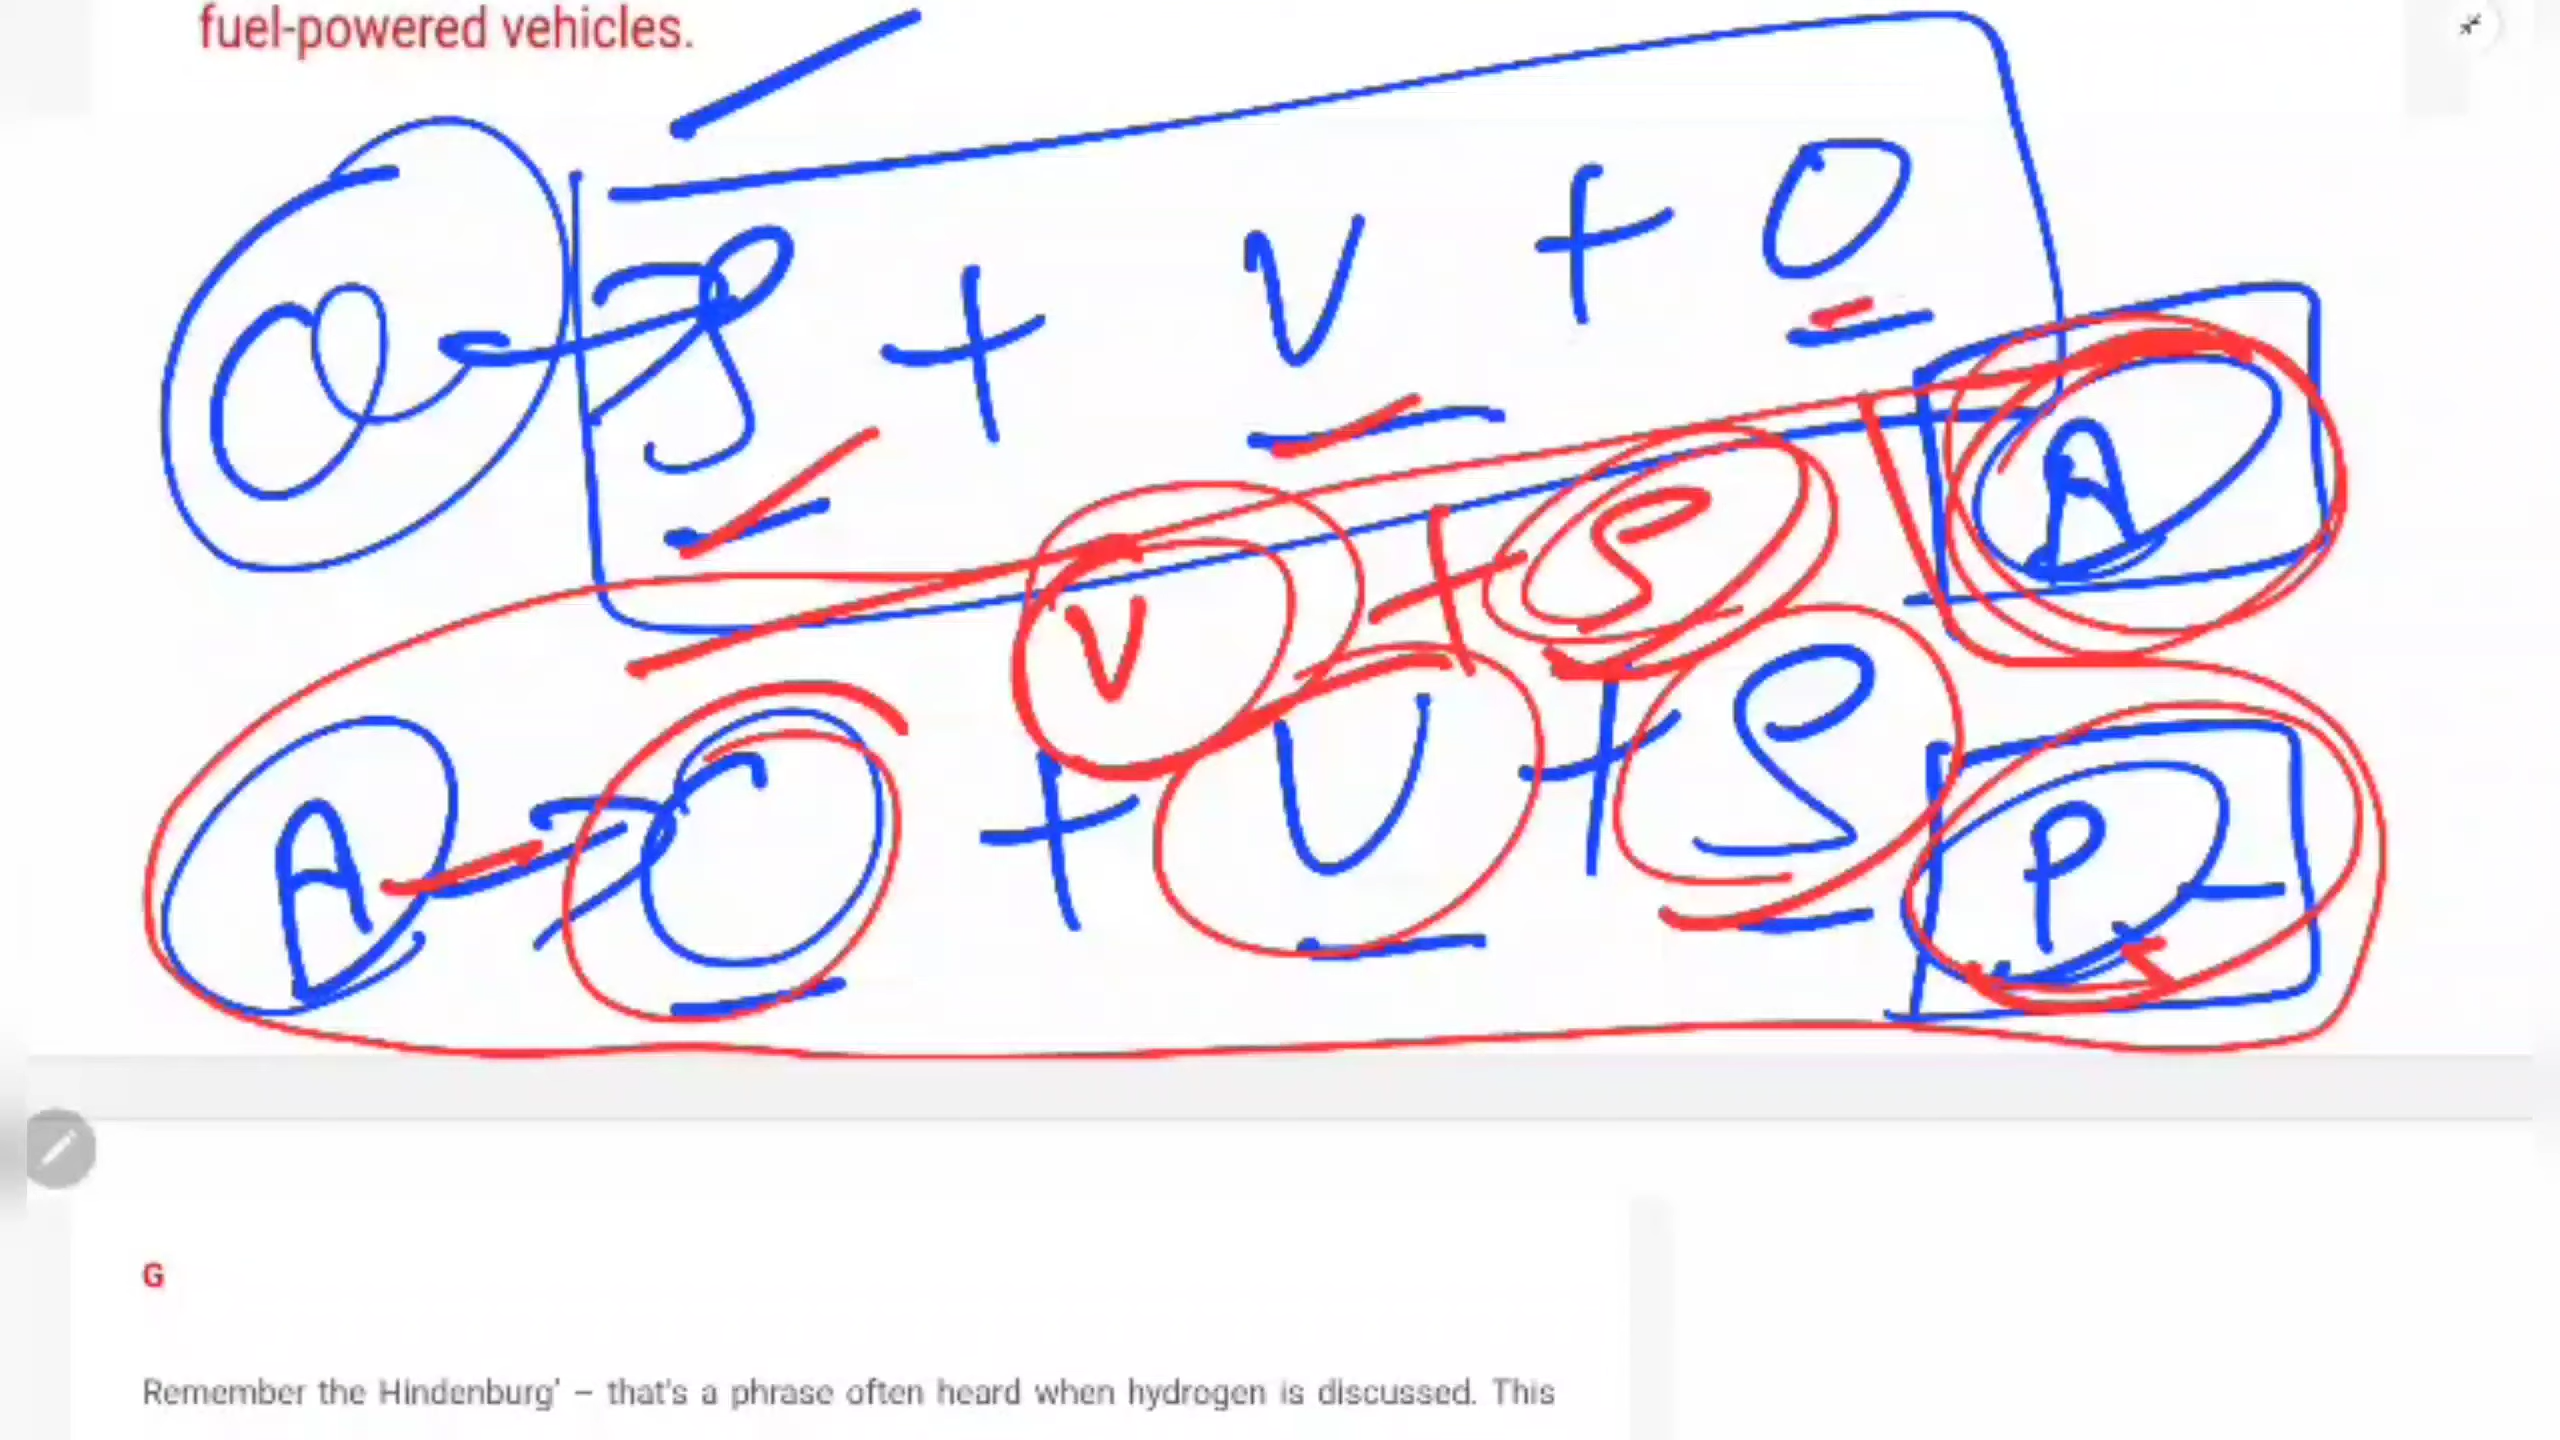 fuel-powered vehicles.
Q → S + V + O A
V + S
A → O + V + S P
G
Remember the Hindenburg' – that's a phrase often heard when hydrogen is discussed. This